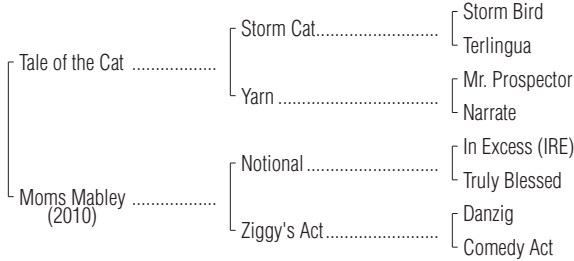 Storm Bird
Storm Cat........................................
Terlingua
Tale of the Cat ..................
Mr. Prospector
Yarn ........................................
Narrate
In Excess (IRE)
Notional ........................................
Truly Blessed
Moms Mabley ..................
(2010)
Danzig
Ziggy's Act........................................
Comedy Act